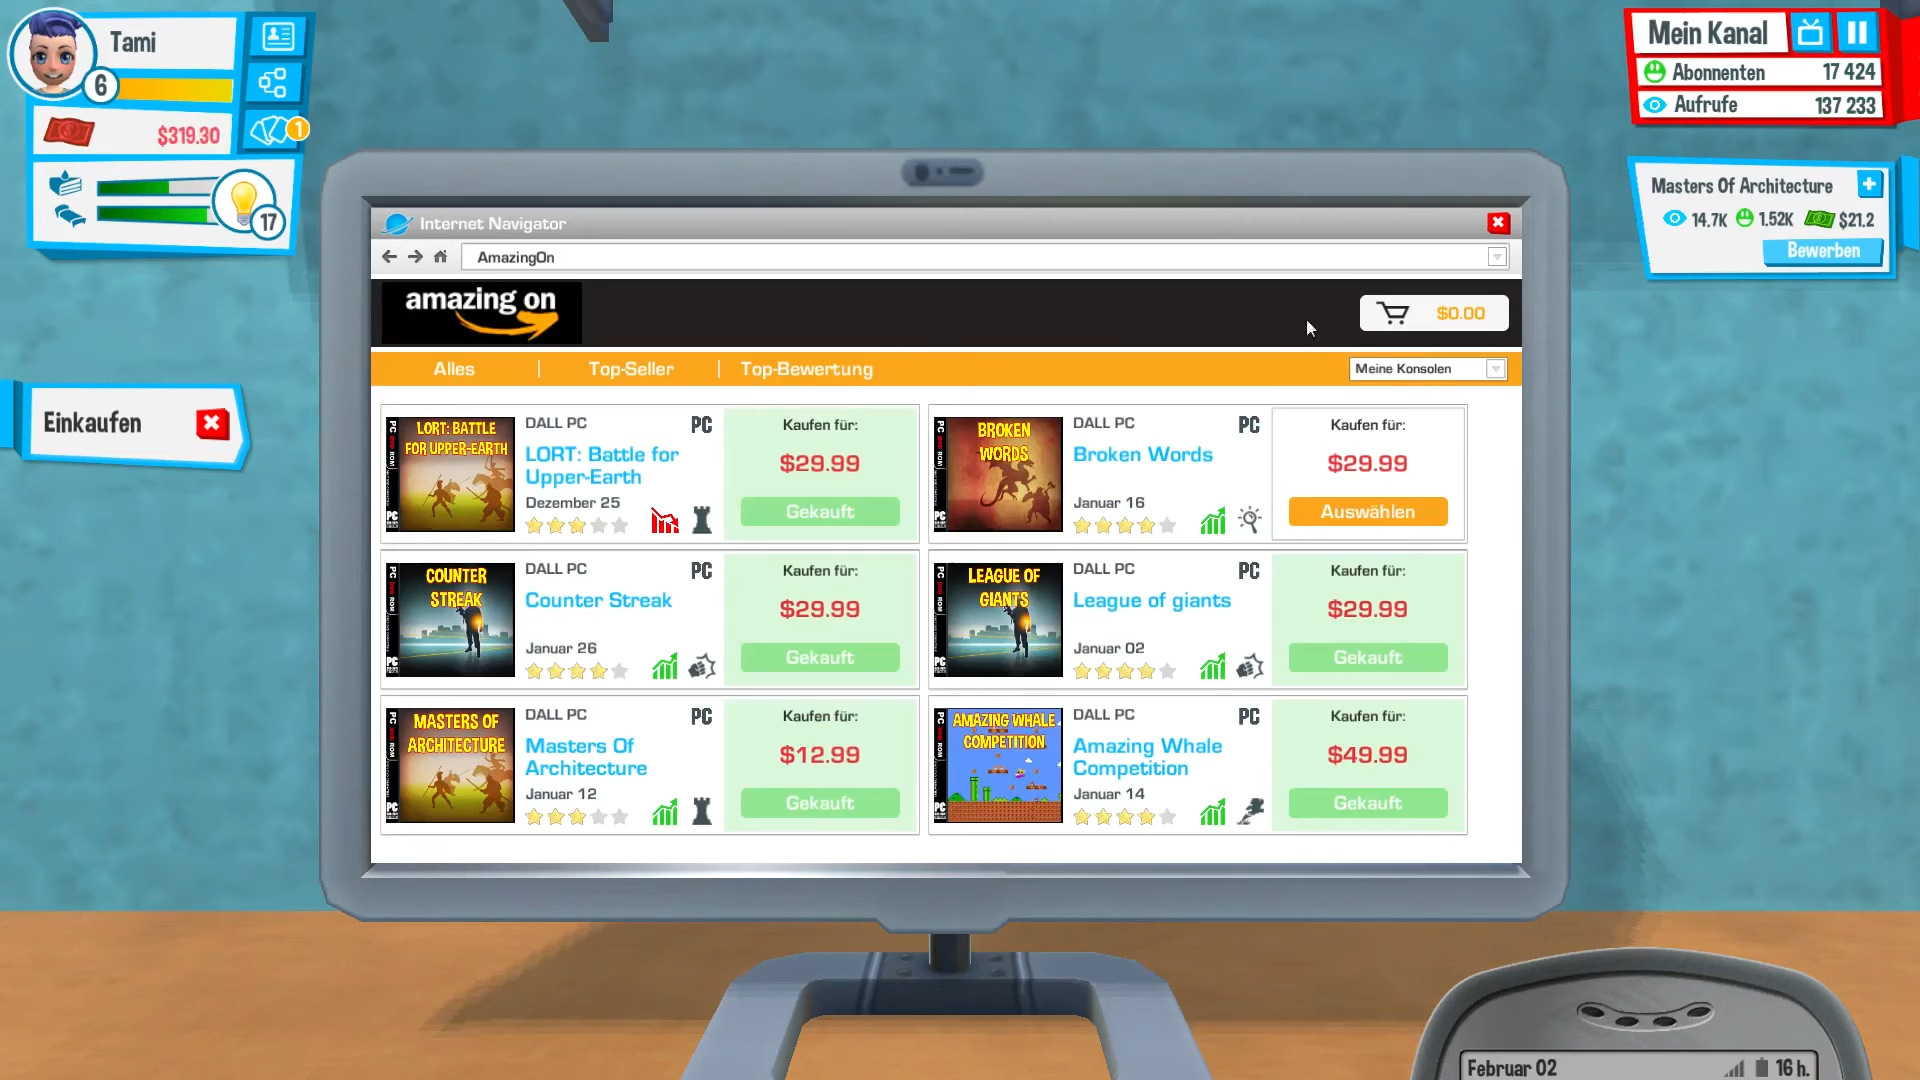 Tami
6
$319.30
1
17
Mein Kanal
Abonnenten 17 424
Aufrufe 137 233
Masters Of Architecture
14.7K 1.52K $21.2
Bewerben
Einkaufen
Internet Navigator
AmazingOn
amazing on
$0.00
Alles | Top-Seller | Top-Bewertung
Meine Konsolen
LORT: BATTLE
FOR UPPER-EARTH
DALL PC
PC
LORT: Battle for
Upper-Earth
Dezember 25
Kaufen für:
$29.99
Gekauft
BROKEN
WORDS
DALL PC
PC
Broken Words
Januar 16
Kaufen für:
$29.99
Auswählen
COUNTER
STREAK
DALL PC
PC
Counter Streak
Januar 26
Kaufen für:
$29.99
Gekauft
LEAGUE OF
GIANTS
DALL PC
PC
League of giants
Januar 02
Kaufen für:
$29.99
Gekauft
MASTERS OF
ARCHITECTURE
DALL PC
PC
Masters Of
Architecture
Januar 12
Kaufen für:
$12.99
Gekauft
AMAZING WHALE
COMPETITION
DALL PC
PC
Amazing Whale
Competition
Januar 14
Kaufen für:
$49.99
Gekauft
Februar 02
16 h.